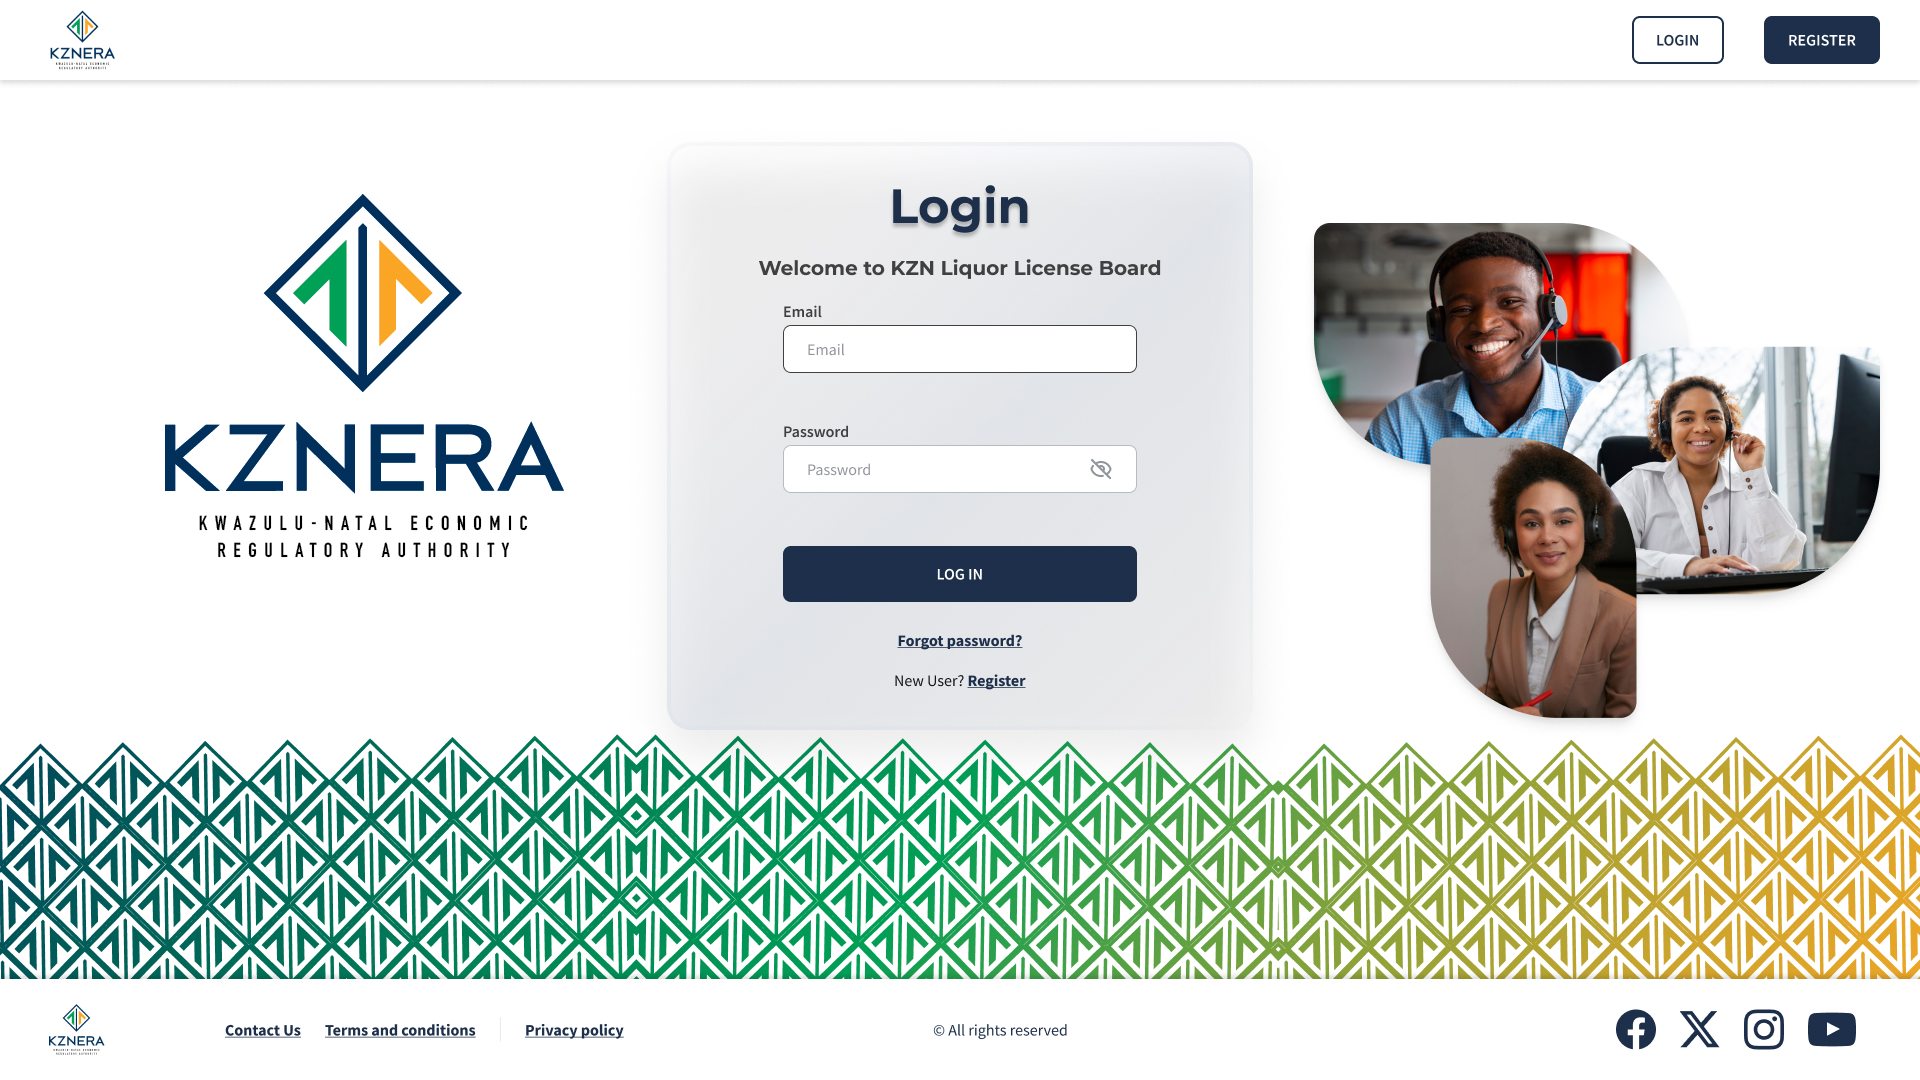 KZNERA
KWAZULU-NATAL ECONOMIC
REGULATORY AUTHORITY
LOGIN
REGISTER
KZNERA
KWAZULU-NATAL ECONOMIC
REGULATORY AUTHORITY
Login
Welcome to KZN Liquor License Board
Email
Email
Password
Password
LOG IN
Forgot password?
New User? Register
KZNERA
KWAZULU-NATAL ECONOMIC
REGULATORY AUTHORITY
Contact Us
Terms and conditions
Privacy policy
© All rights reserved